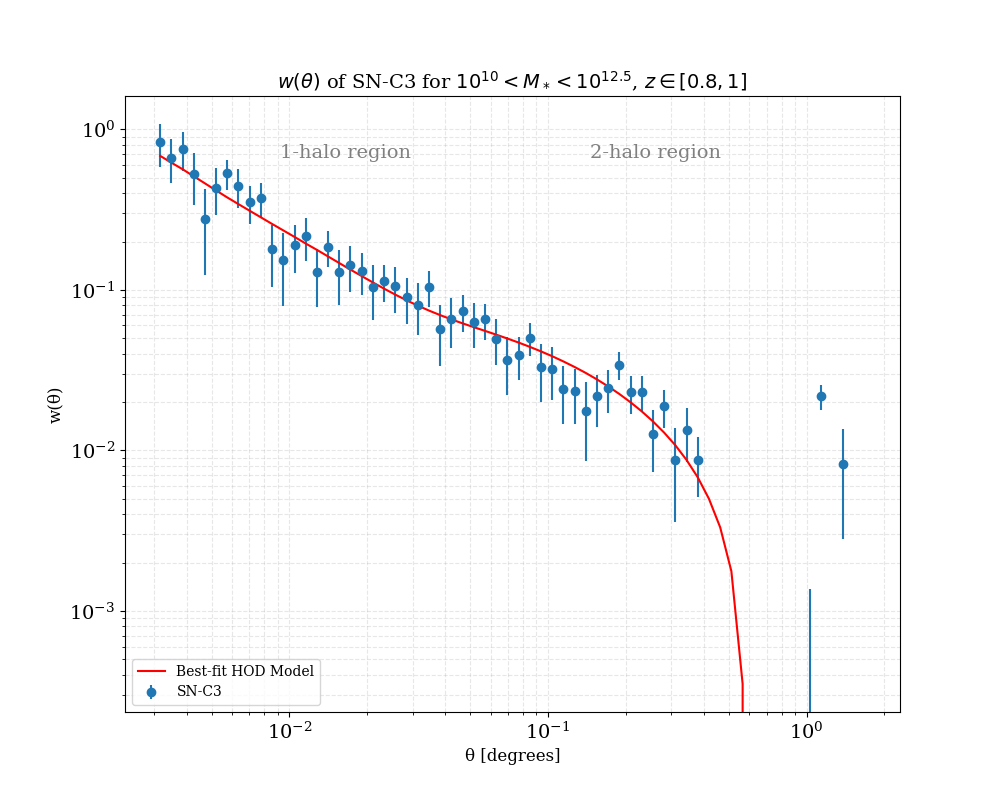 w(θ) of SN-C3 for 10^10 < M_* < 10^12.5, z ∈ [0.8, 1]
1-halo region
2-halo region
10^0
10^-1
10^-2
10^-3
w(θ)
Best-fit HOD Model
SN-C3
10^-2
10^-1
10^0
θ [degrees]